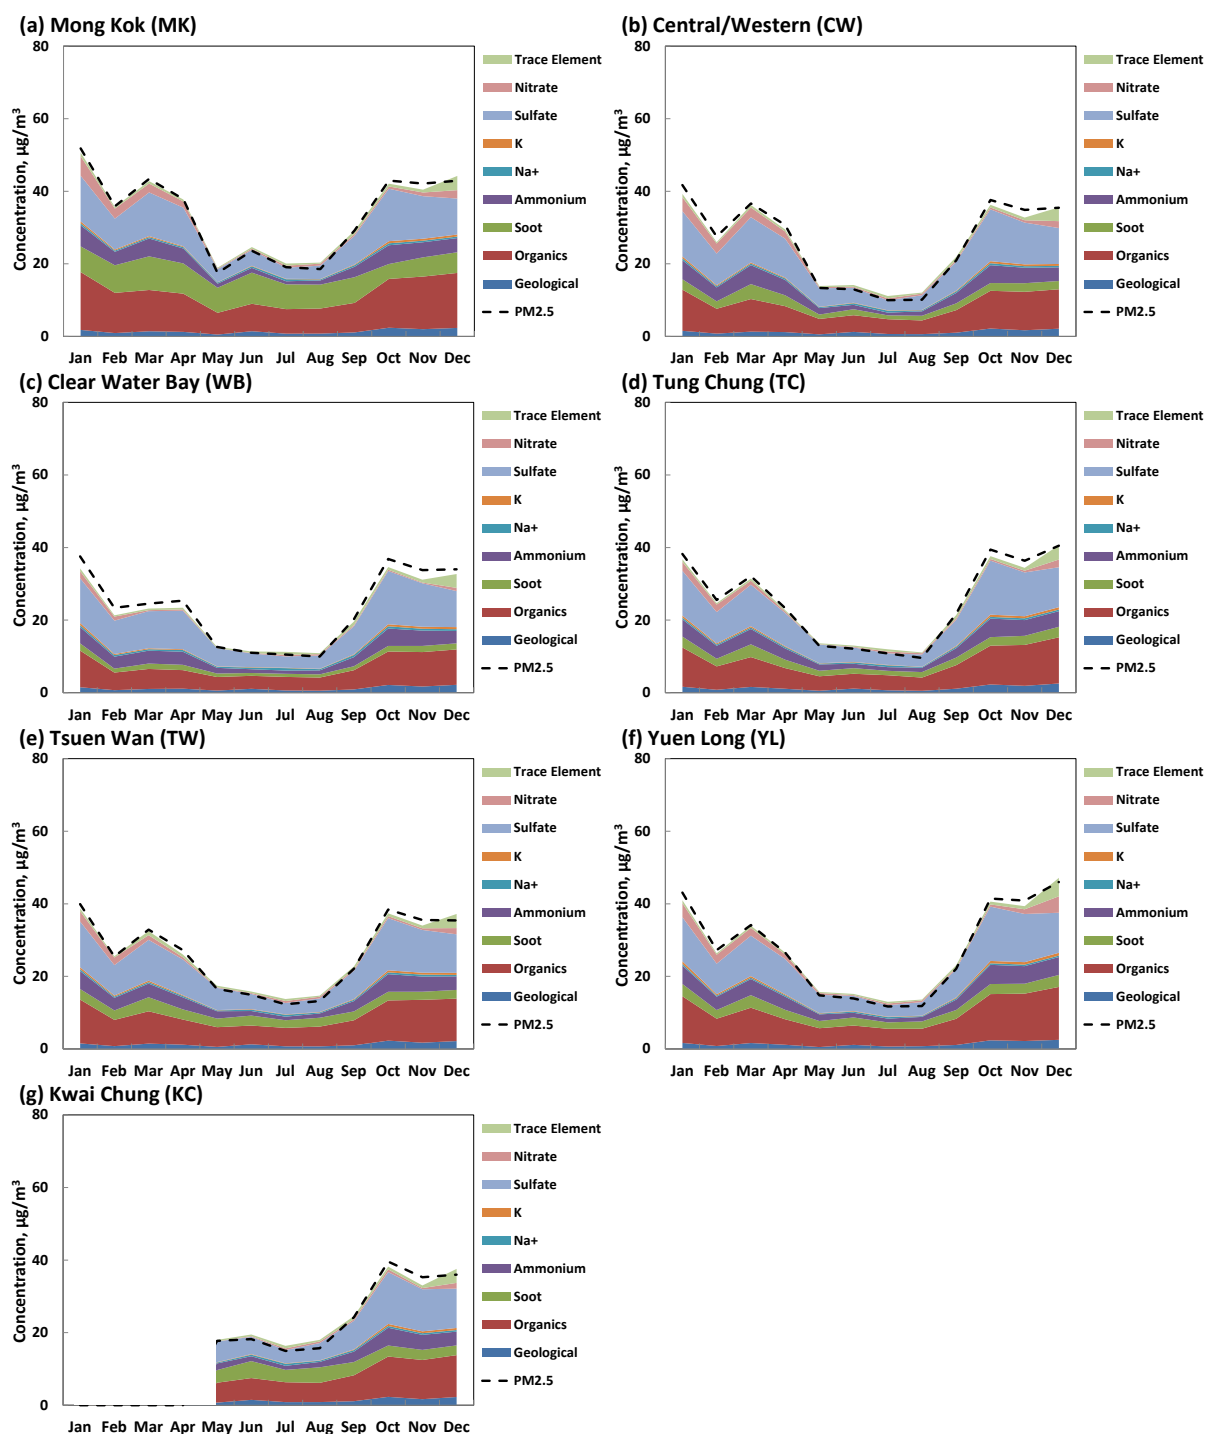 (a) Mong Kok (MK)
80
60
40
20
0
Concentration, µg/m³
Jan Feb Mar Apr May Jun Jul Aug Sep Oct Nov Dec
Trace Element
Nitrate
Sulfate
K
Na+
Ammonium
Soot
Organics
Geological
PM2.5
(b) Central/Western (CW)
80
60
40
20
0
Concentration, µg/m³
Jan Feb Mar Apr May Jun Jul Aug Sep Oct Nov Dec
Trace Element
Nitrate
Sulfate
K
Na+
Ammonium
Soot
Organics
Geological
PM2.5
(c) Clear Water Bay (WB)
80
60
40
20
0
Concentration, µg/m³
Jan Feb Mar Apr May Jun Jul Aug Sep Oct Nov Dec
Trace Element
Nitrate
Sulfate
K
Na+
Ammonium
Soot
Organics
Geological
PM2.5
(d) Tung Chung (TC)
80
60
40
20
0
Concentration, µg/m³
Jan Feb Mar Apr May Jun Jul Aug Sep Oct Nov Dec
Trace Element
Nitrate
Sulfate
K
Na+
Ammonium
Soot
Organics
Geological
PM2.5
(e) Tsuen Wan (TW)
80
60
40
20
0
Concentration, µg/m³
Jan Feb Mar Apr May Jun Jul Aug Sep Oct Nov Dec
Trace Element
Nitrate
Sulfate
K
Na+
Ammonium
Soot
Organics
Geological
PM2.5
(f) Yuen Long (YL)
80
60
40
20
0
Concentration, µg/m³
Jan Feb Mar Apr May Jun Jul Aug Sep Oct Nov Dec
Trace Element
Nitrate
Sulfate
K
Na+
Ammonium
Soot
Organics
Geological
PM2.5
(g) Kwai Chung (KC)
80
60
40
20
0
Concentration, µg/m³
Jan Feb Mar Apr May Jun Jul Aug Sep Oct Nov Dec
Trace Element
Nitrate
Sulfate
K
Na+
Ammonium
Soot
Organics
Geological
PM2.5